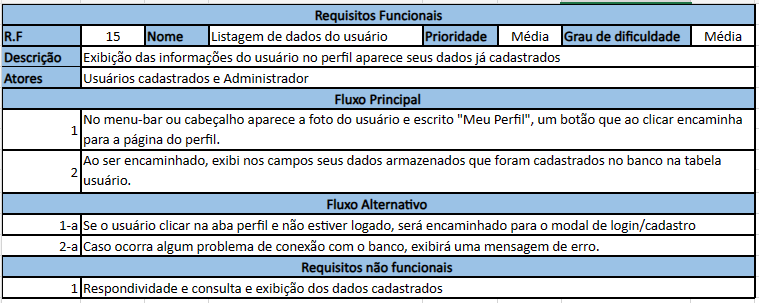 Requisitos Funcionais
R.F 15 Nome Listagem de dados do usuário Prioridade Média Grau de dificuldade Média
Descrição Exibição das informações do usuário no perfil aparece seus dados já cadastrados
Atores Usuários cadastrados e Administrador
Fluxo Principal
1 No menu-bar ou cabeçalho aparece a foto do usuário e escrito "Meu Perfil", um botão que ao clicar encaminha
para a página do perfil.
2 Ao ser encaminhado, exibi nos campos seus dados armazenados que foram cadastrados no banco na tabela
usuário.
Fluxo Alternativo
1-a Se o usuário clicar na aba perfil e não estiver logado, será encaminhado para o modal de login/cadastro
2-a Caso ocorra algum problema de conexão com o banco, exibirá uma mensagem de erro.
Requisitos não funcionais
1 Respondividade e consulta e exibição dos dados cadastrados